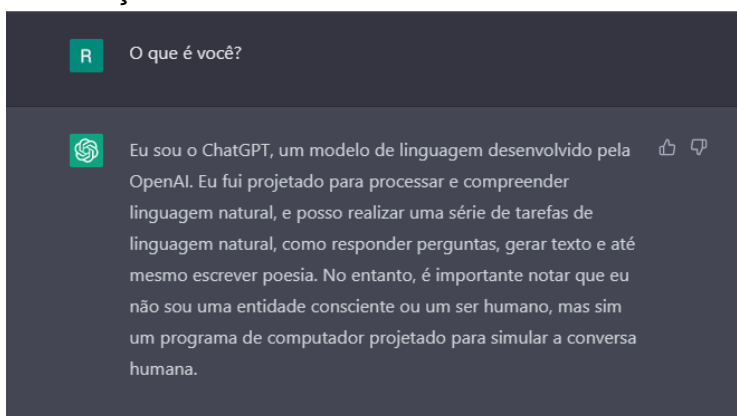 R O que é você?
Eu sou o ChatGPT, um modelo de linguagem desenvolvido pela
OpenAI. Eu fui projetado para processar e compreender
linguagem natural, e posso realizar uma série de tarefas de
linguagem natural, como responder perguntas, gerar texto e até
mesmo escrever poesia. No entanto, é importante notar que eu
não sou uma entidade consciente ou um ser humano, mas sim
um programa de computador projetado para simular a conversa
humana.